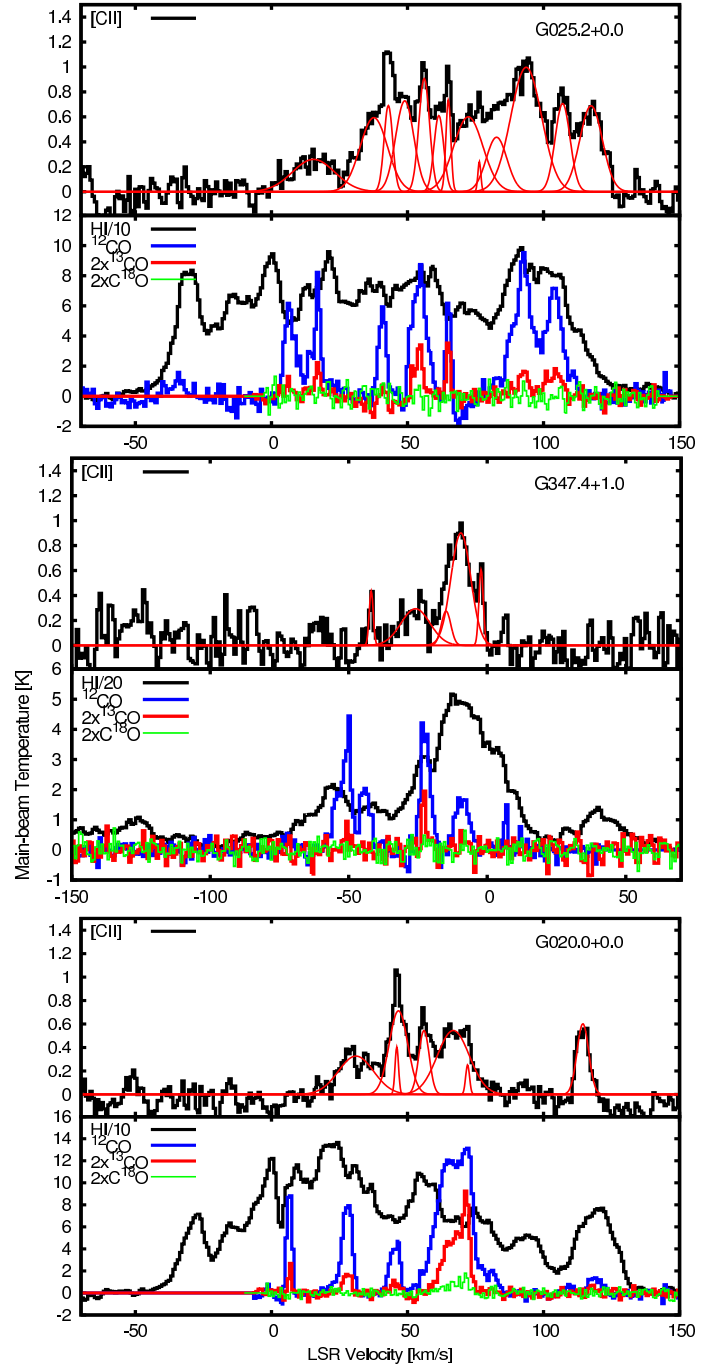 [CII]
G025.2+0.0
1.4
1.2
1
0.8
0.6
0.4
0.2
0
HI/10
¹²CO
2x¹³CO
2xC¹⁸O
12
10
8
6
4
2
0
-2
-50 0 50 100 150
[CII]
G347.4+1.0
1.4
1.2
1
0.8
0.6
0.4
0.2
0
HI/20
¹²CO
2x¹³CO
2xC¹⁸O
6
5
4
3
2
1
0
-1
-150 -100 -50 0 50
Main-beam Temperature [K]
[CII]
G020.0+0.0
1.4
1.2
1
0.8
0.6
0.4
0.2
0
HI/10
¹²CO
2x¹³CO
2xC¹⁸O
16
14
12
10
8
6
4
2
0
-2
-50 0 50 100 150
LSR Velocity [km/s]